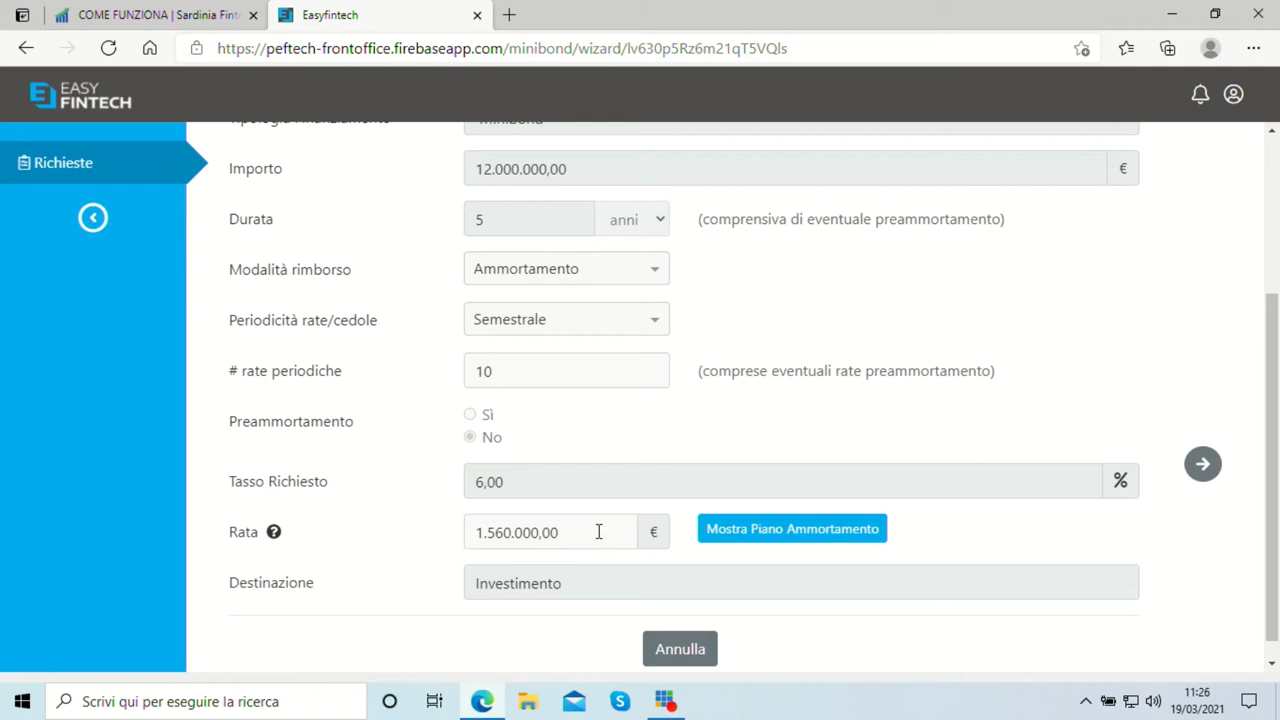 COME FUNZIONA | Sardinia Fint
Easyfintech
https://peftech-frontoffice.firebaseapp.com/minibond/wizard/lv630p5Rz6m21qT5VQls
EASY
FINTECH
Richieste
Tipologia Finanziamento
Minibond
Importo
12.000.000,00
€
Durata
5
anni
(comprensiva di eventuale preammortamento)
Modalità rimborso
Ammortamento
Periodicità rate/cedole
Semestrale
# rate periodiche
10
(comprese eventuali rate preammortamento)
Preammortamento
Sì
No
Tasso Richiesto
6,00
%
Rata
1.560.000,00
€
Mostra Piano Ammortamento
Destinazione
Investimento
Annulla
Scrivi qui per eseguire la ricerca
11:26
19/03/2021